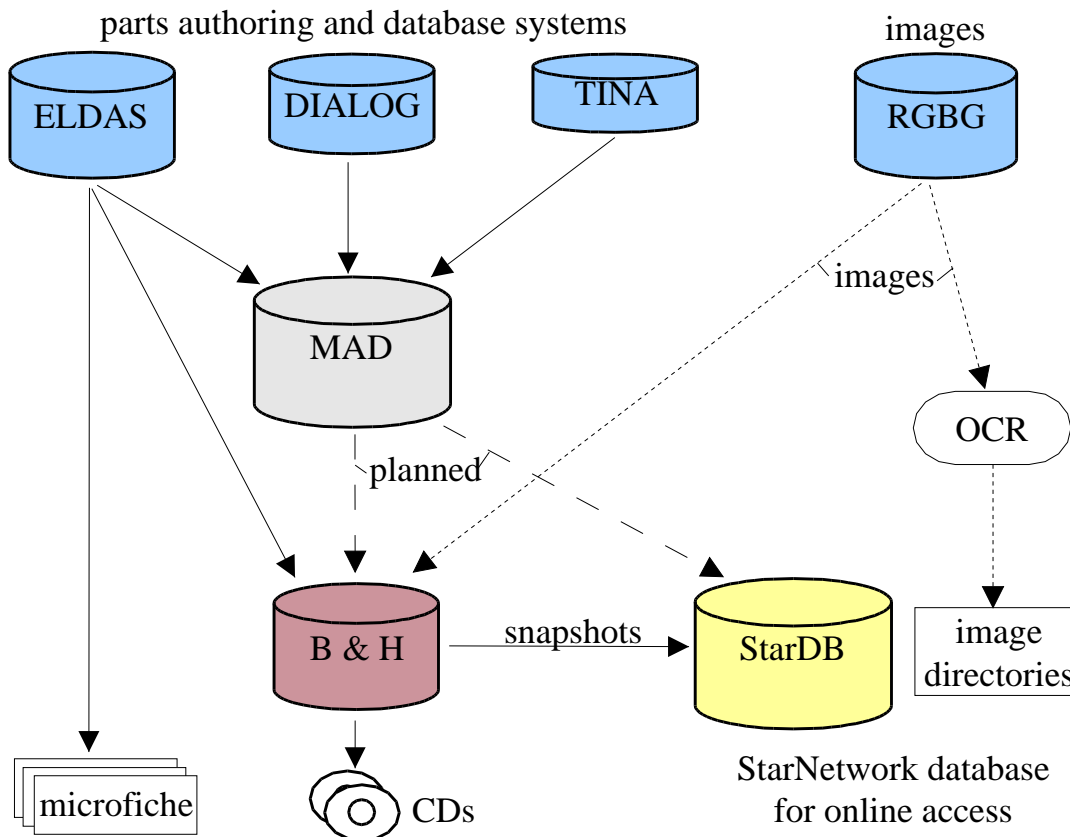 parts authoring and database systems
images
ELDAS
DIALOG
TINA
RGBG
images
MAD
OCR
planned
B & H
snapshots
StarDB
image
directories
microfiche
CDs
StarNetwork database
for online access